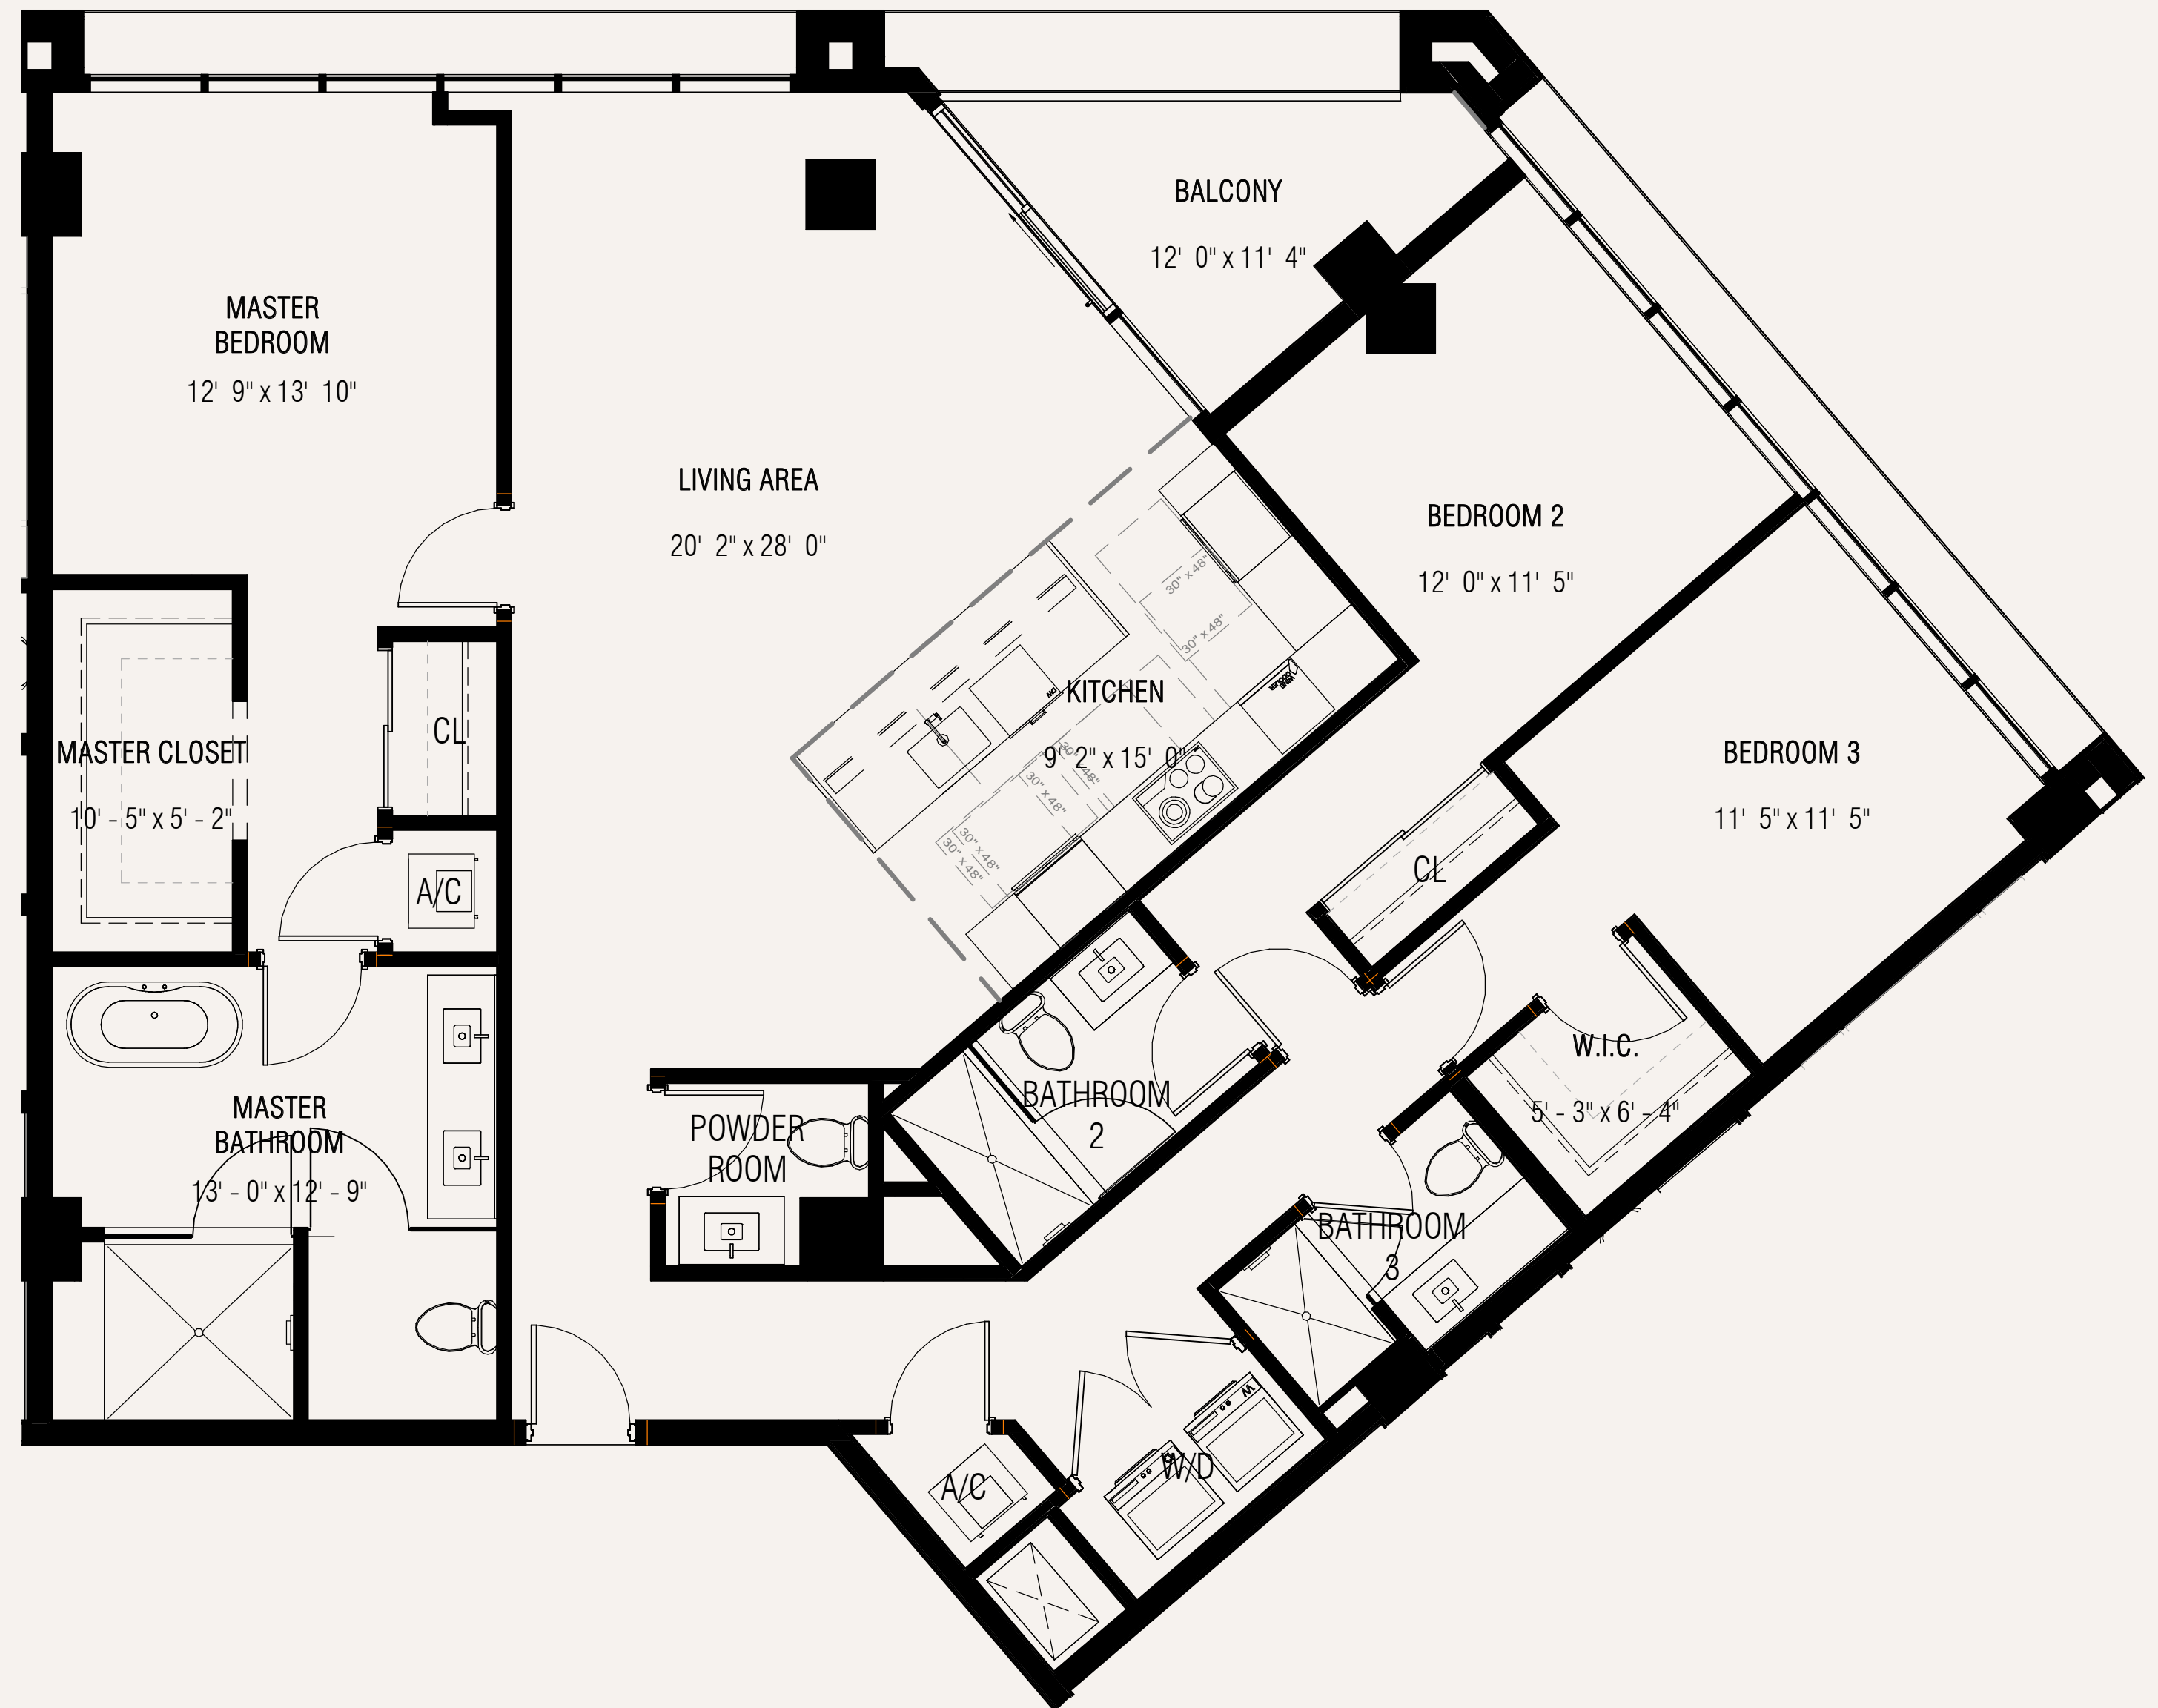 BALCONY
12' 0" x 11' 4"
MASTER
BEDROOM
12' 9" x 13' 10"
LIVING AREA
20' 2" x 28' 0"
BEDROOM 2
12' 0" x 11' 5"
30" x 48"
30" x 48"
KITCHEN
9' 2" x 15' 0"
30" x 48"
30" x 48"
30" x 48"
30" x 48"
DW
WINE
COOLER
CL
MASTER CLOSET
10' - 5" x 5' - 2"
BEDROOM 3
11' 5" x 11' 5"
CL
A/C
W.I.C.
5' - 3" x 6' - 4"
MASTER
BATHROOM
13' - 0" x 12' - 9"
POWDER
ROOM
BATHROOM
2
BATHROOM
3
W
W/D
A/C